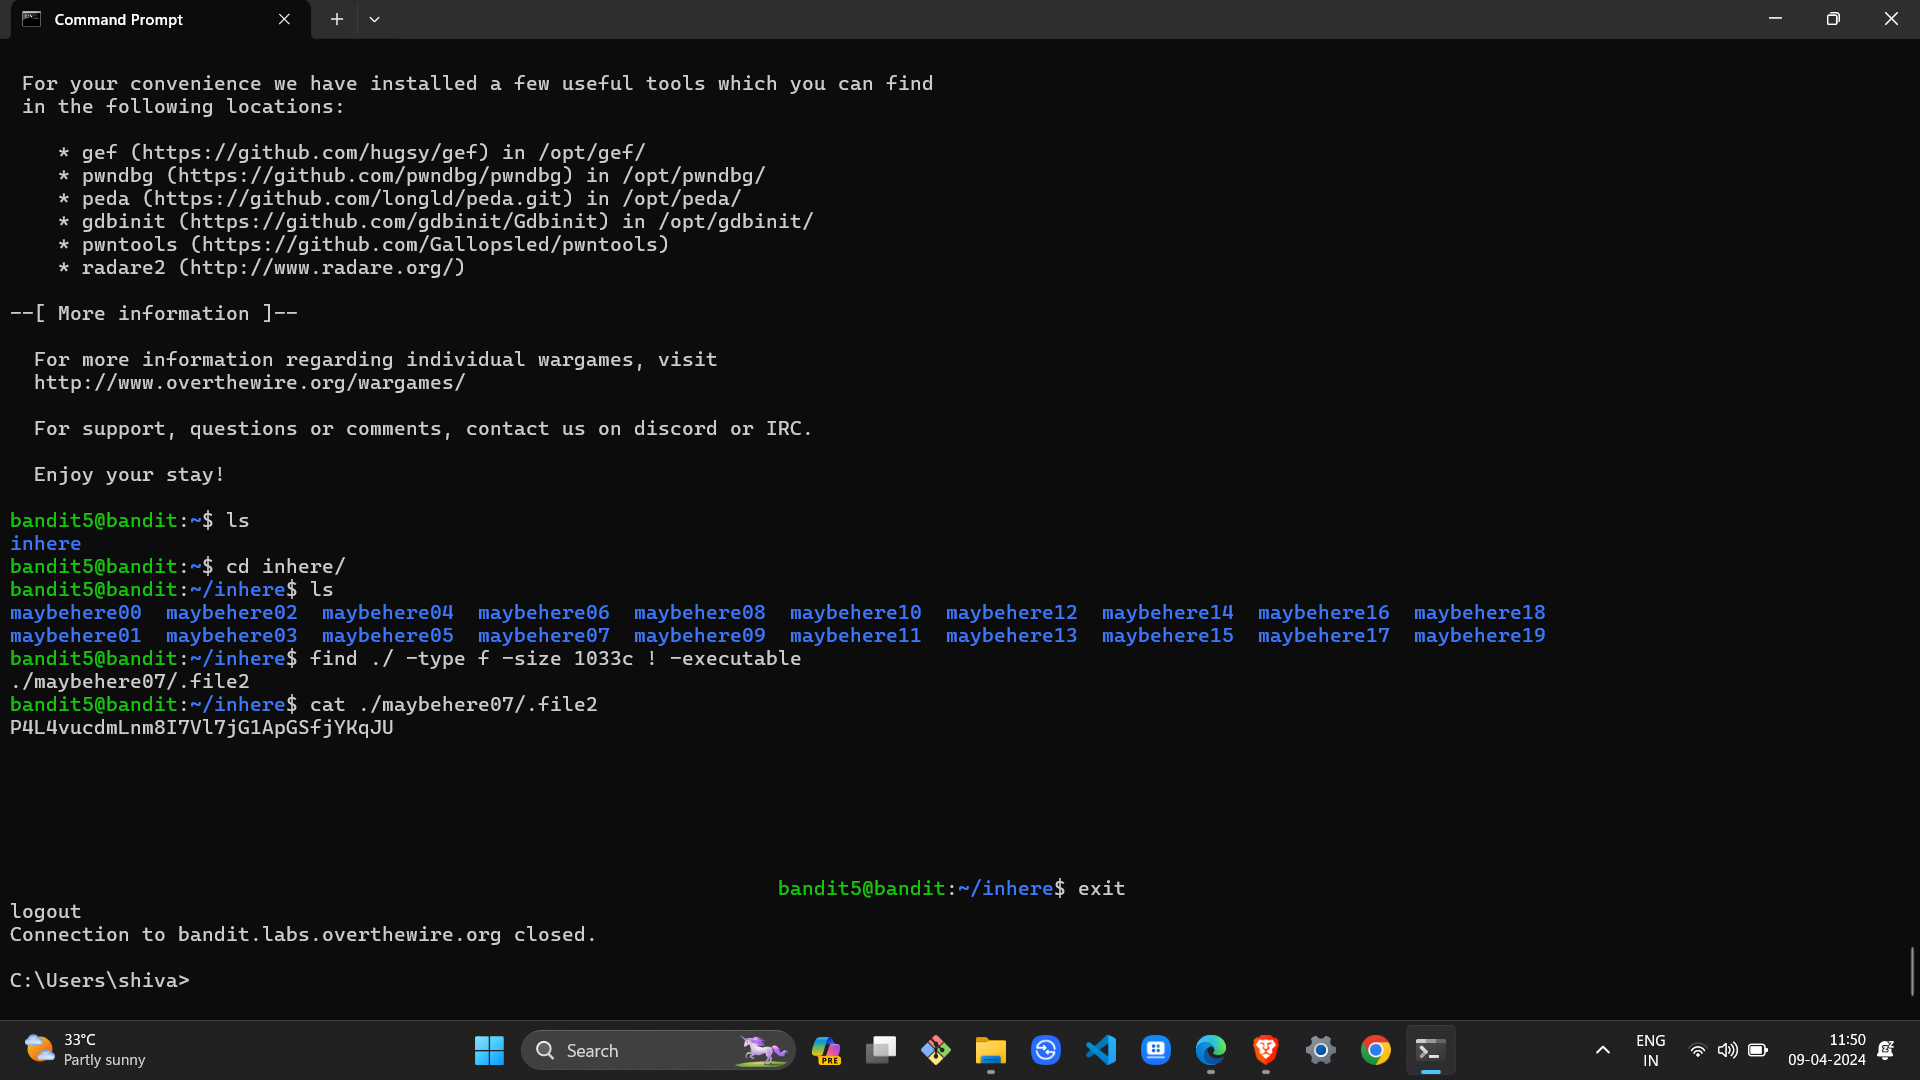 Command Prompt
For your convenience we have installed a few useful tools which you can find
in the following locations:
* gef (https://github.com/hugsy/gef) in /opt/gef/
* pwndbg (https://github.com/pwndbg/pwndbg) in /opt/pwndbg/
* peda (https://github.com/longld/peda.git) in /opt/peda/
* gdbinit (https://github.com/gdbinit/Gdbinit) in /opt/gdbinit/
* pwntools (https://github.com/Gallopsled/pwntools)
* radare2 (http://www.radare.org/)
--[ More information ]--
For more information regarding individual wargames, visit
http://www.overthewire.org/wargames/
For support, questions or comments, contact us on discord or IRC.
Enjoy your stay!
bandit5@bandit:~$ ls
inhere
bandit5@bandit:~$ cd inhere/
bandit5@bandit:~/inhere$ ls
maybehere00  maybehere02  maybehere04  maybehere06  maybehere08  maybehere10  maybehere12  maybehere14  maybehere16  maybehere18
maybehere01  maybehere03  maybehere05  maybehere07  maybehere09  maybehere11  maybehere13  maybehere15  maybehere17  maybehere19
bandit5@bandit:~/inhere$ find ./ -type f -size 1033c ! -executable
./maybehere07/.file2
bandit5@bandit:~/inhere$ cat ./maybehere07/.file2
P4L4vucdmLnm8I7Vl7jG1ApGSfjYKqJU
bandit5@bandit:~/inhere$ exit
logout
Connection to bandit.labs.overthewire.org closed.
C:\Users\shiva>
33°C
Partly sunny
Search
PRE
ENG
IN
11:50
09-04-2024